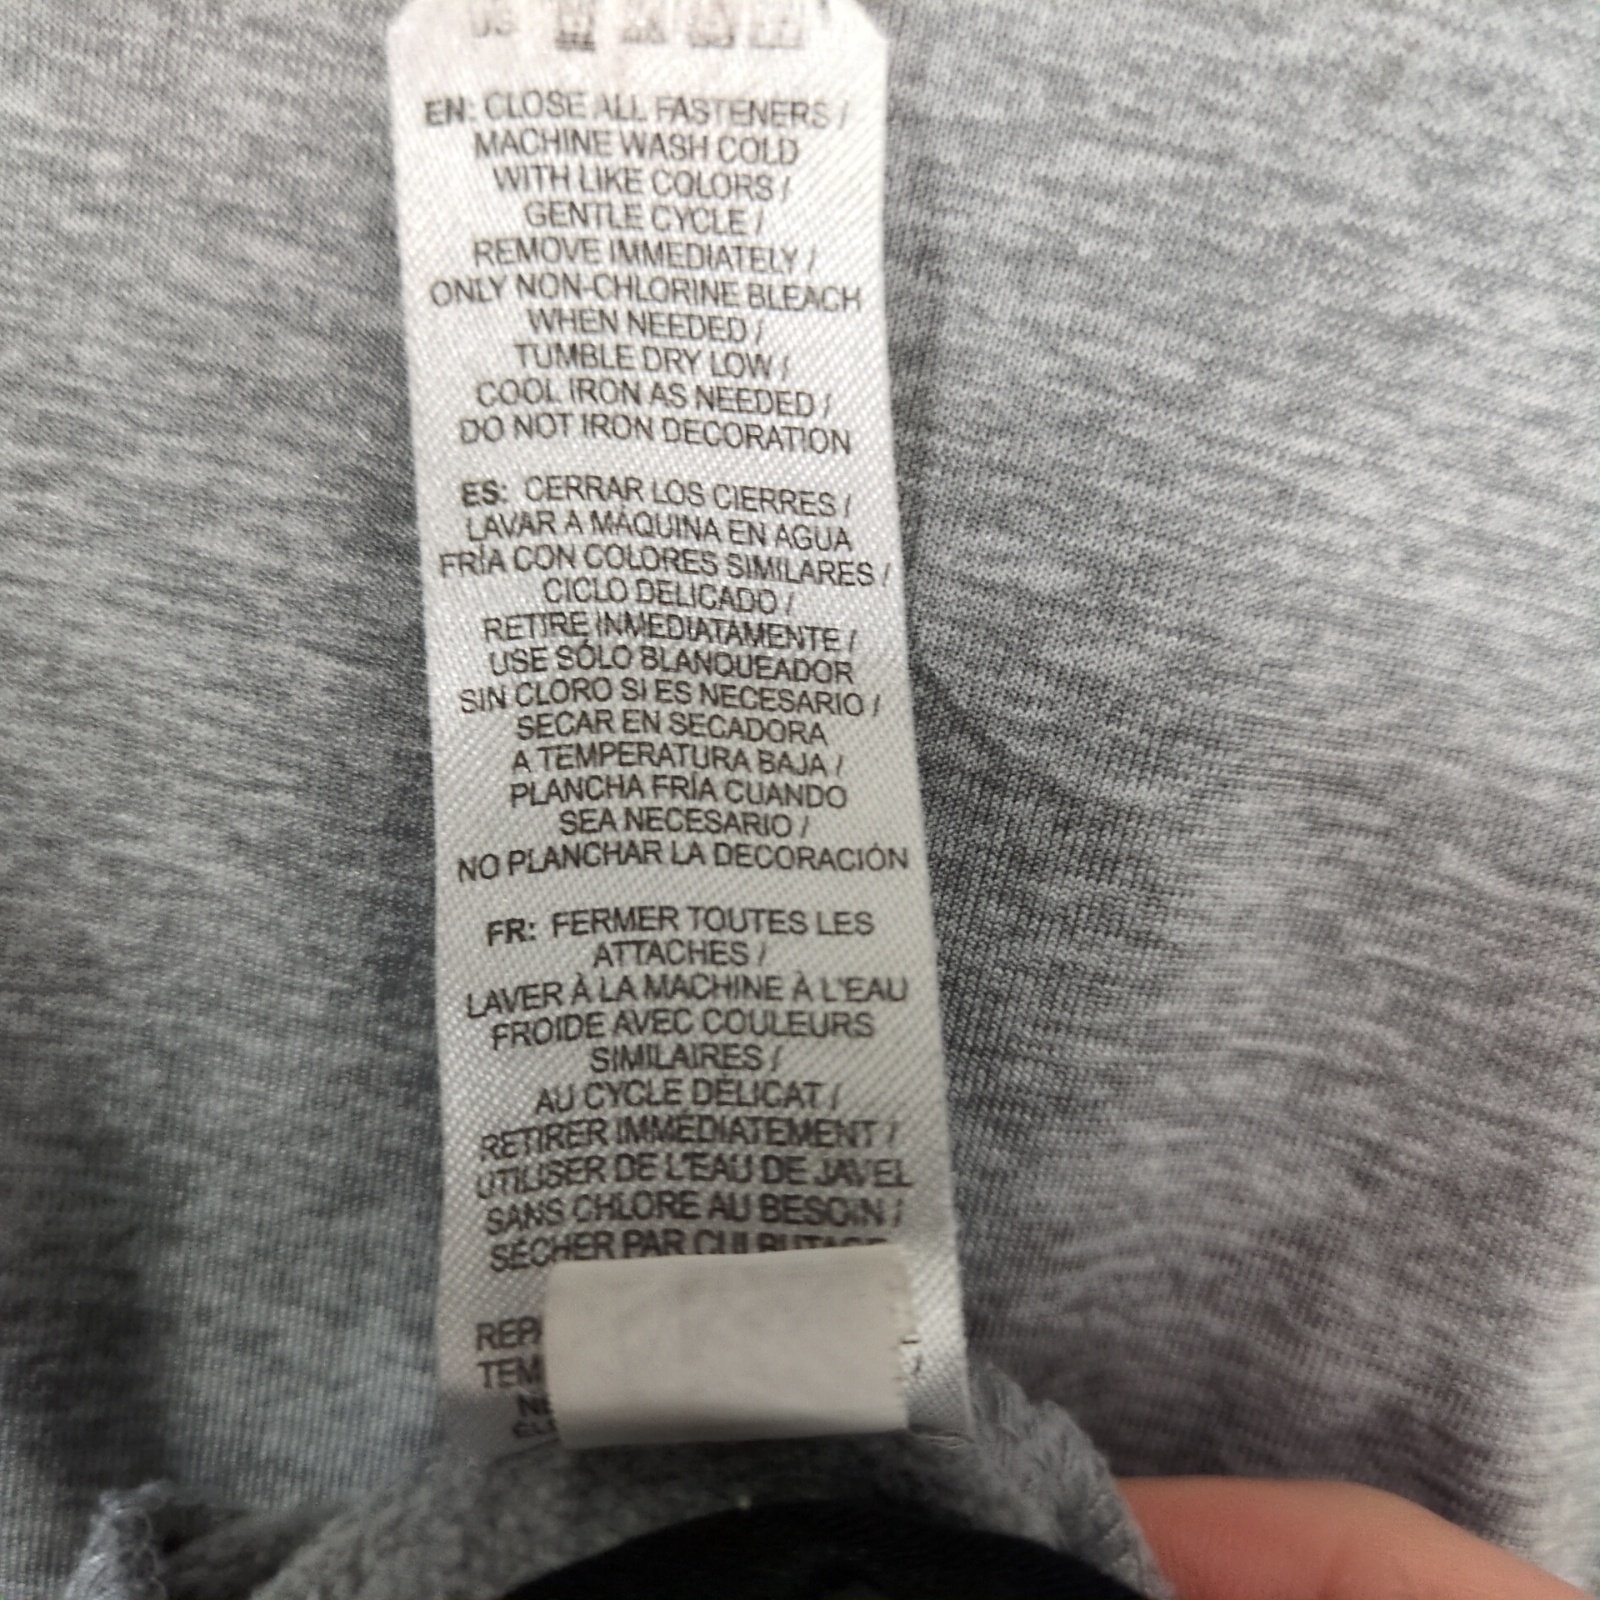 EN: CLOSE ALL FASTENERS /
MACHINE WASH COLD
WITH LIKE COLORS /
GENTLE CYCLE /
REMOVE IMMEDIATELY /
ONLY NON-CHLORINE BLEACH
WHEN NEEDED /
TUMBLE DRY LOW /
COOL IRON AS NEEDED /
DO NOT IRON DECORATION
ES: CERRAR LOS CIERRES /
LAVAR A MÁQUINA EN AGUA
FRÍA CON COLORES SIMILARES /
CICLO DELICADO /
RETIRE INMEDIATAMENTE /
USE SÓLO BLANQUEADOR
SIN CLORO SI ES NECESARIO /
SECAR EN SECADORA
A TEMPERATURA BAJA /
PLANCHA FRÍA CUANDO
SEA NECESARIO /
NO PLANCHAR LA DECORACIÓN
FR: FERMER TOUTES LES
ATTACHES /
LAVER À LA MACHINE À L'EAU
FROIDE AVEC COULEURS
SIMILAIRES /
AU CYCLE DÉLICAT /
RETIRER IMMÉDIATEMENT /
UTILISER DE L'EAU DE JAVEL
SANS CHLORE AU BESOIN /
SÉCHER PAR